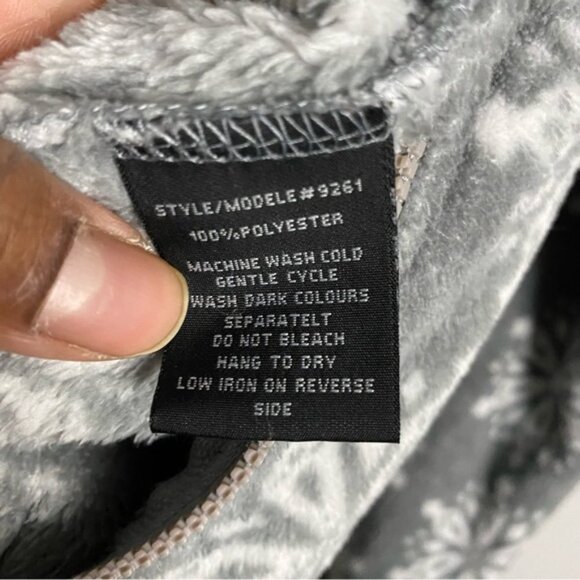 STYLE/MODELE#9261
100%POLYESTER
MACHINE WASH COLD
GENTLE CYCLE
WASH DARK COLOURS
SEPARATELT
DO NOT BLEACH
HANG TO DRY
LOW IRON ON REVERSE
SIDE